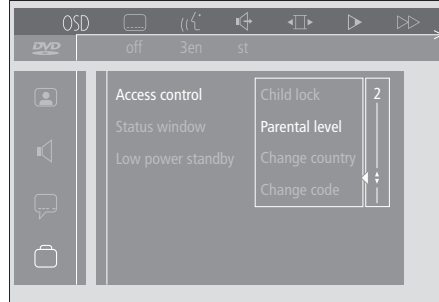 OSD
DVD off 3en st
Access control Child lock 2
Status window Parental level
Low power standby Change country
Change code